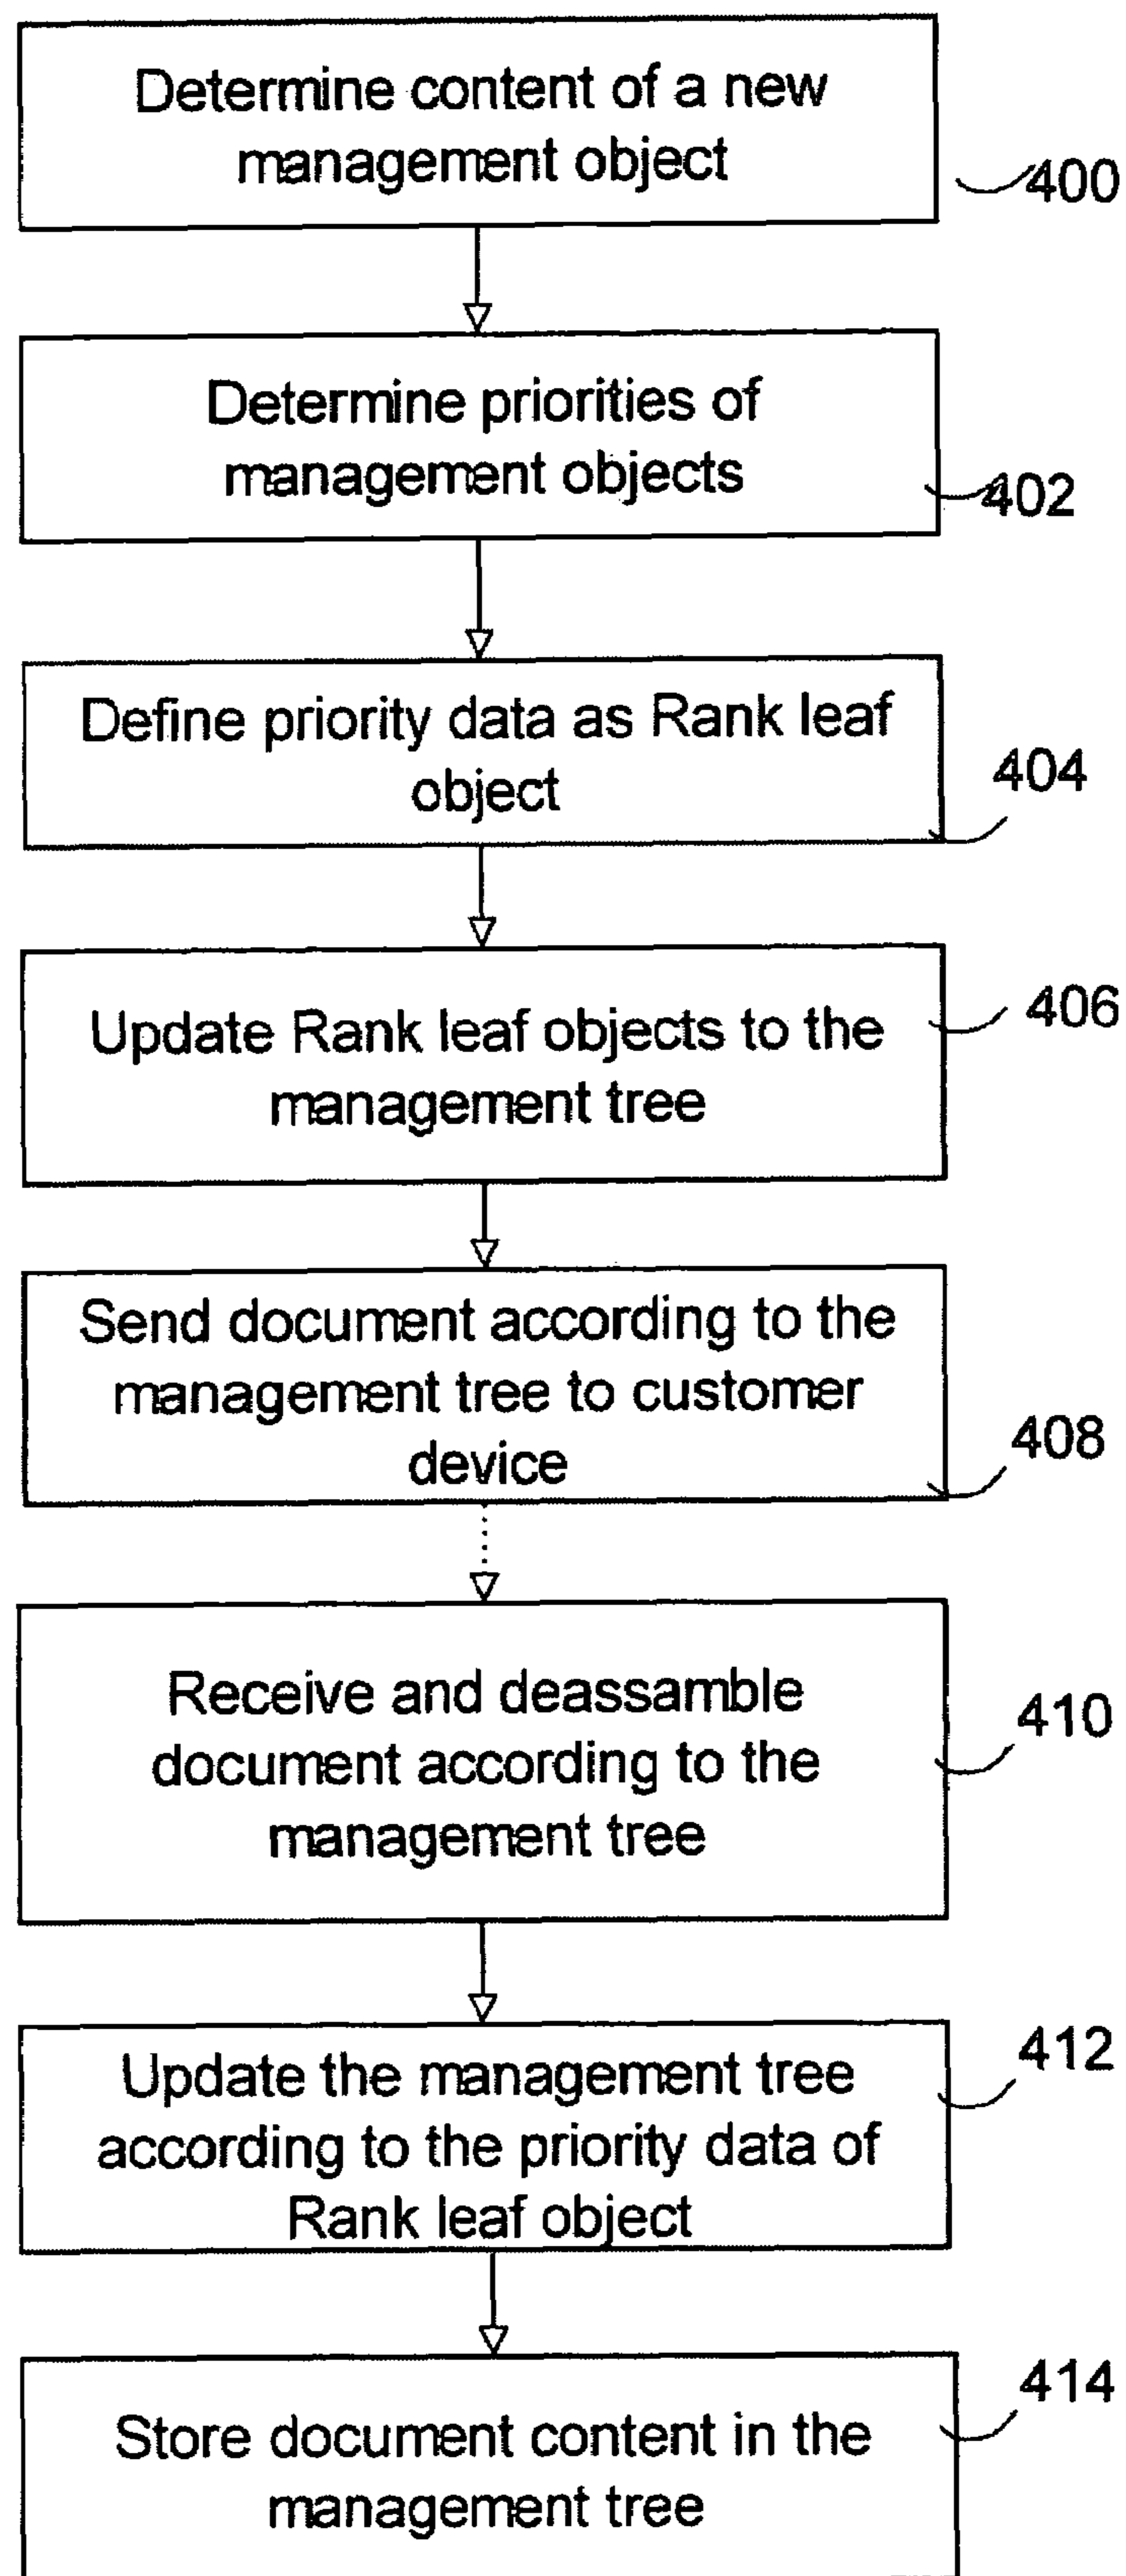 Determine content of a new
management object
400
Determine priorities of
management objects
402
Define priority data as Rank leaf
object
404
Update Rank leaf objects to the
management tree
406
Send document according to the
management tree to customer
device
408
Receive and deassamble
document according to the
management tree
410
Update the management tree
according to the priority data of
Rank leaf object
412
Store document content in the
management tree
414